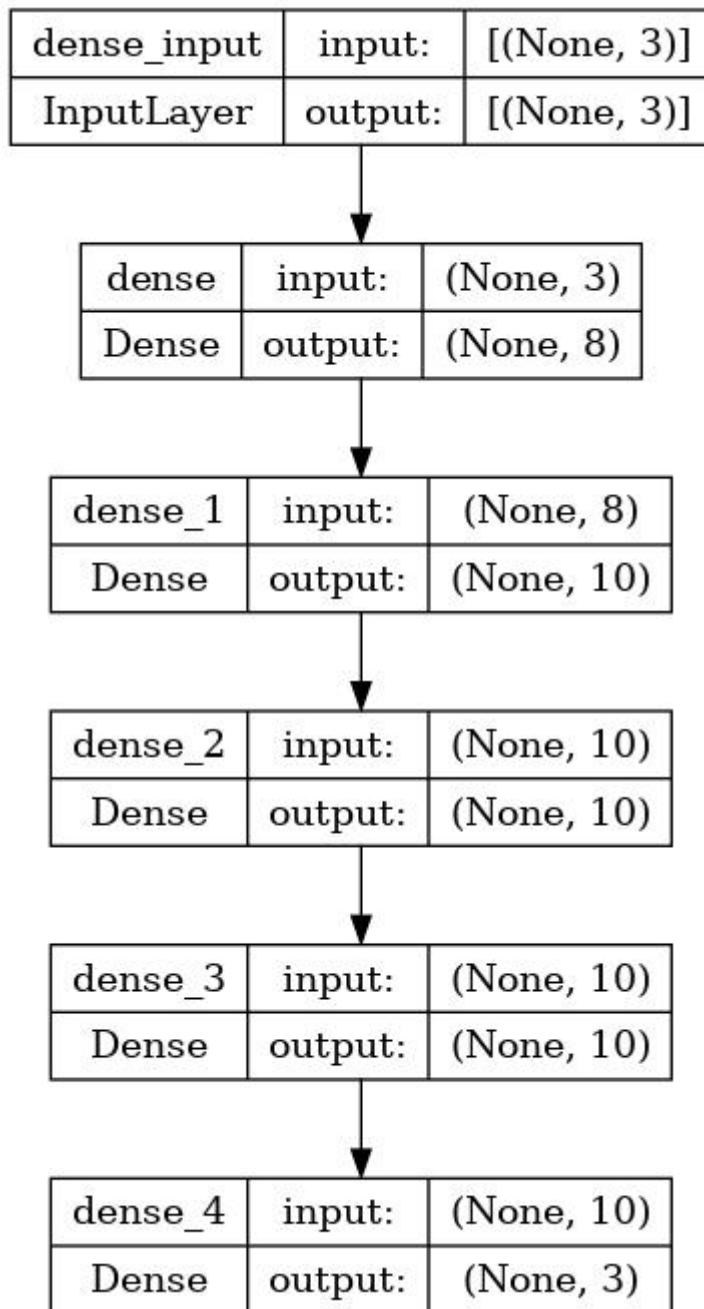 dense_input input: [(None, 3)]
InputLayer output: [(None, 3)]
dense input: (None, 3)
Dense output: (None, 8)
dense_1 input: (None, 8)
Dense output: (None, 10)
dense_2 input: (None, 10)
Dense output: (None, 10)
dense_3 input: (None, 10)
Dense output: (None, 10)
dense_4 input: (None, 10)
Dense output: (None, 3)